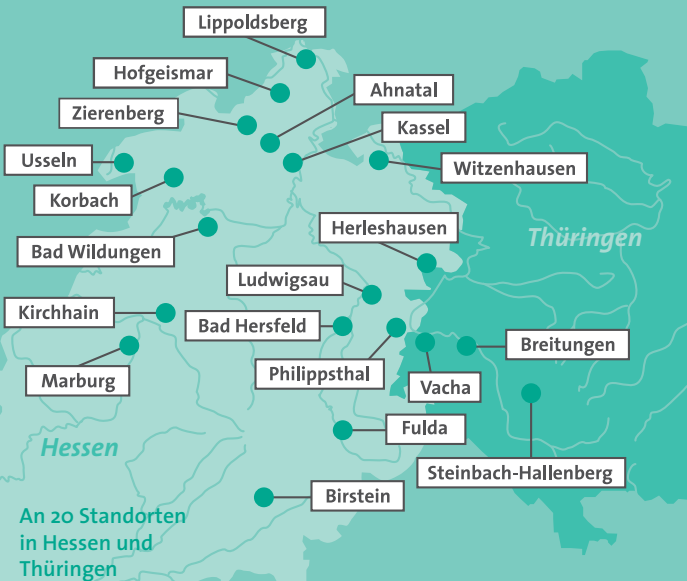 Lippoldsberg
Hofgeismar
Ahnatal
Zierenberg
Kassel
Usseln
Witzenhausen
Korbach
Herleshausen
Thüringen
Bad Wildungen
Ludwigsau
Kirchhain
Bad Hersfeld
Breitungen
Philippsthal
Marburg
Vacha
Fulda
Hessen
Steinbach-Hallenberg
Birstein
An 20 Standorten
in Hessen und
Thüringen